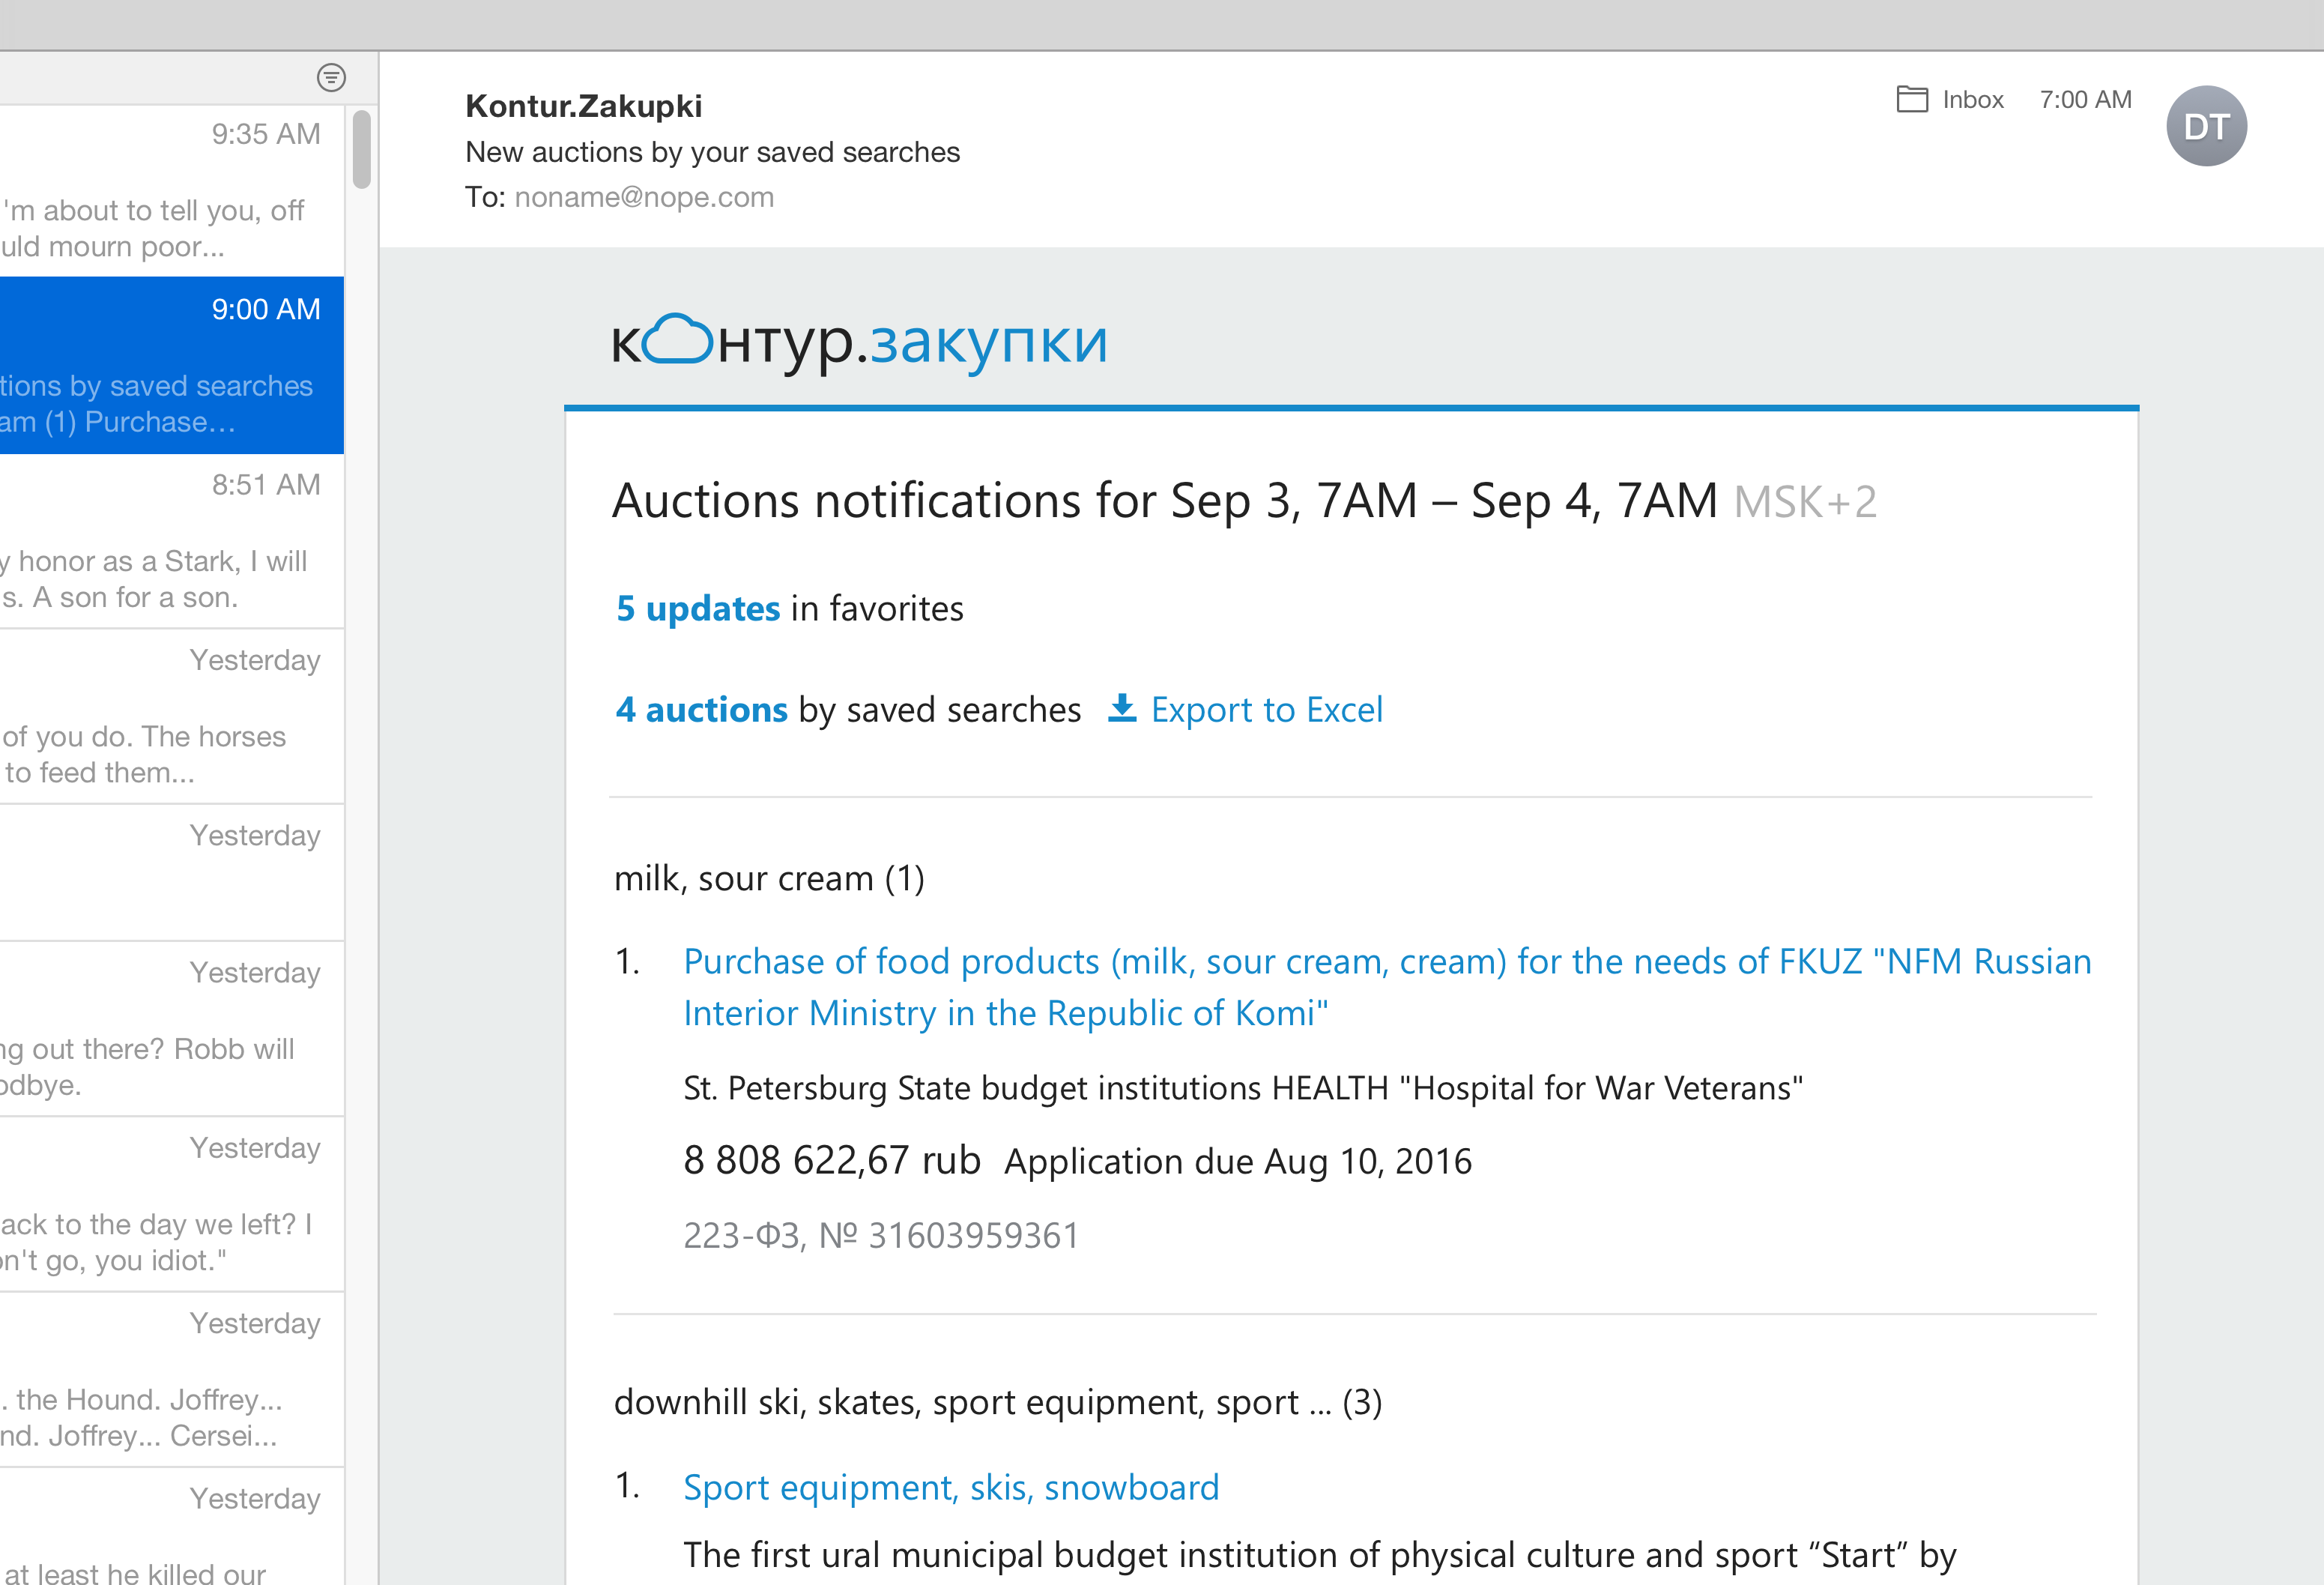 9:35 AM
'm about to tell you, off
uld mourn poor...
9:00 AM
tions by saved searches
am (1) Purchase...
8:51 AM
y honor as a Stark, I will
s. A son for a son.
Yesterday
of you do. The horses
to feed them...
Yesterday
Yesterday
ng out there? Robb will
odbye.
Yesterday
ack to the day we left? I
on't go, you idiot."
Yesterday
. the Hound. Joffrey...
nd. Joffrey... Cersei...
Yesterday
at least he killed our
Kontur.Zakupki
New auctions by your saved searches
To: noname@nope.com
Inbox 7:00 AM
DT
контур.закупки
Auctions notifications for Sep 3, 7AM – Sep 4, 7AM MSK+2
5 updates in favorites
4 auctions by saved searches Export to Excel
milk, sour cream (1)
1. Purchase of food products (milk, sour cream, cream) for the needs of FKUZ "NFM Russian
Interior Ministry in the Republic of Komi"
St. Petersburg State budget institutions HEALTH "Hospital for War Veterans"
8 808 622,67 rub Application due Aug 10, 2016
223-ФЗ, № 31603959361
downhill ski, skates, sport equipment, sport ... (3)
1. Sport equipment, skis, snowboard
The first ural municipal budget institution of physical culture and sport “Start” by